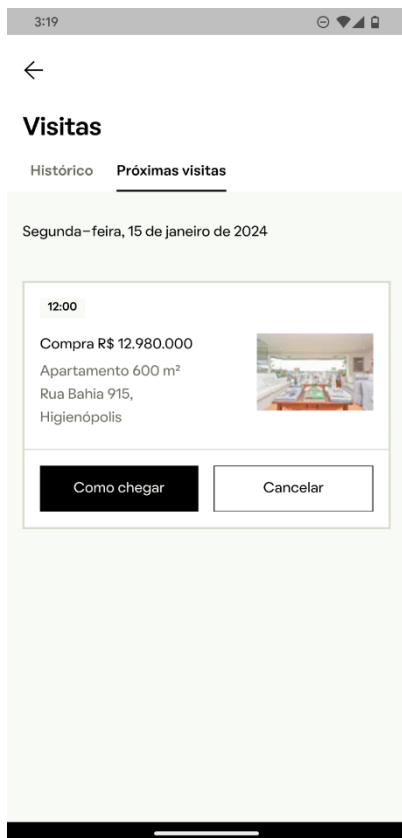 3:19
Visitas
Histórico Próximas visitas
Segunda-feira, 15 de janeiro de 2024
12:00
Compra R$ 12.980.000
Apartamento 600 m²
Rua Bahia 915,
Higienópolis
Como chegar Cancelar